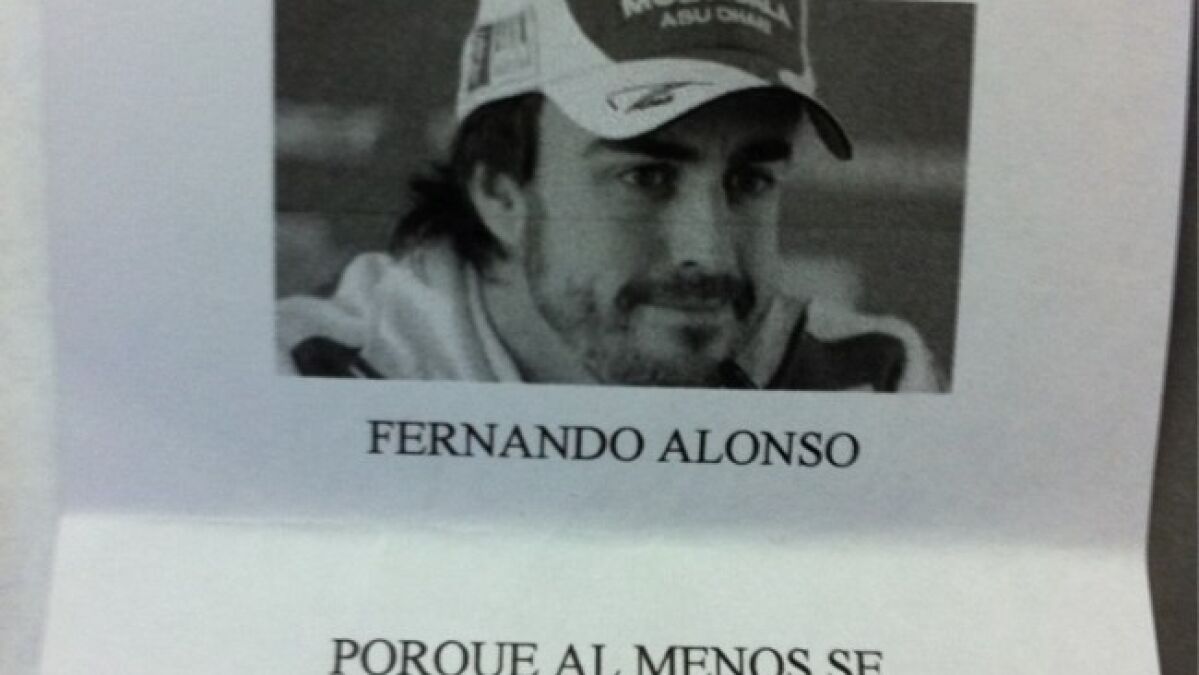 ABU DHABI
FERNANDO ALONSO
PORQUE AL MENOS SE